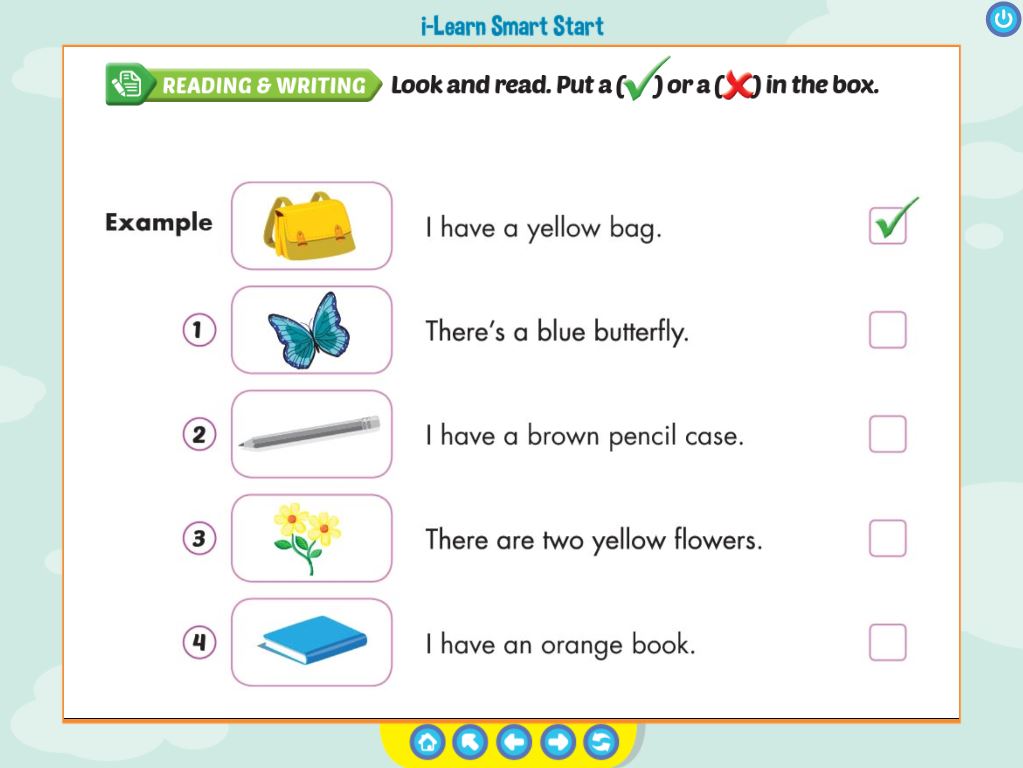 i-Learn Smart Start
READING & WRITING Look and read. Put a (✓) or a (✗) in the box.
Example I have a yellow bag. ✓
1 There's a blue butterfly.
2 I have a brown pencil case.
3 There are two yellow flowers.
4 I have an orange book.